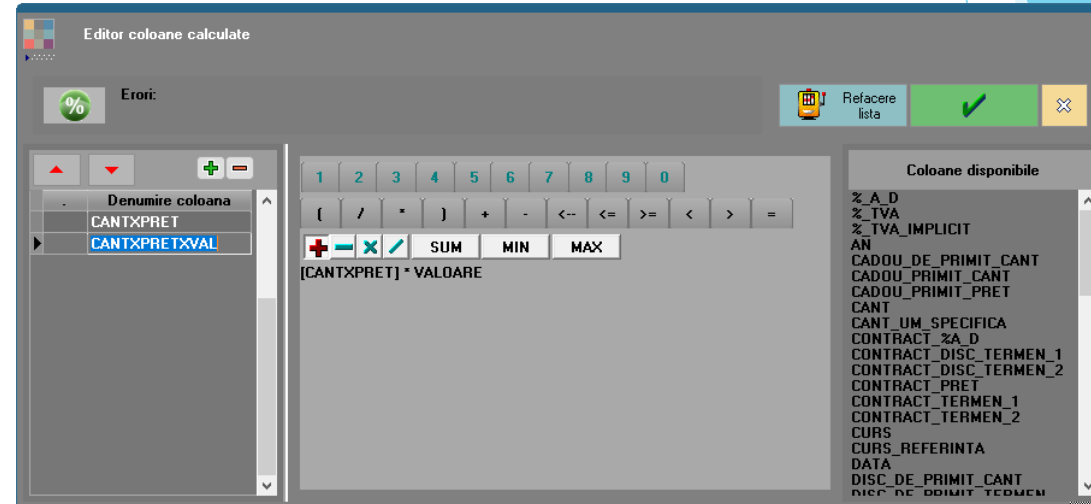 Editor coloane calculate
%
Erori:
Refacere
lista
Denumire coloana
CANTXPRET
CANTXPRETXVAL
1 2 3 4 5 6 7 8 9 0
( / * ) + - <-- <= >= < > =
SUM MIN MAX
[CANTXPRET] * VALOARE
Coloane disponibile
%_A_D
%_TVA
%_TVA_IMPLICIT
AN
CADOU_DE_PRIMIT_CANT
CADOU_PRIMIT_CANT
CADOU_PRIMIT_PRET
CANT
CANT_UM_SPECIFICA
CONTRACT_%A_D
CONTRACT_DISC_TERMEN_1
CONTRACT_DISC_TERMEN_2
CONTRACT_PRET
CONTRACT_TERMEN_1
CONTRACT_TERMEN_2
CURS
CURS_REFERINTA
DATA
DISC_DE_PRIMIT_CANT
DISC_DE_PRIMIT_TERMEN